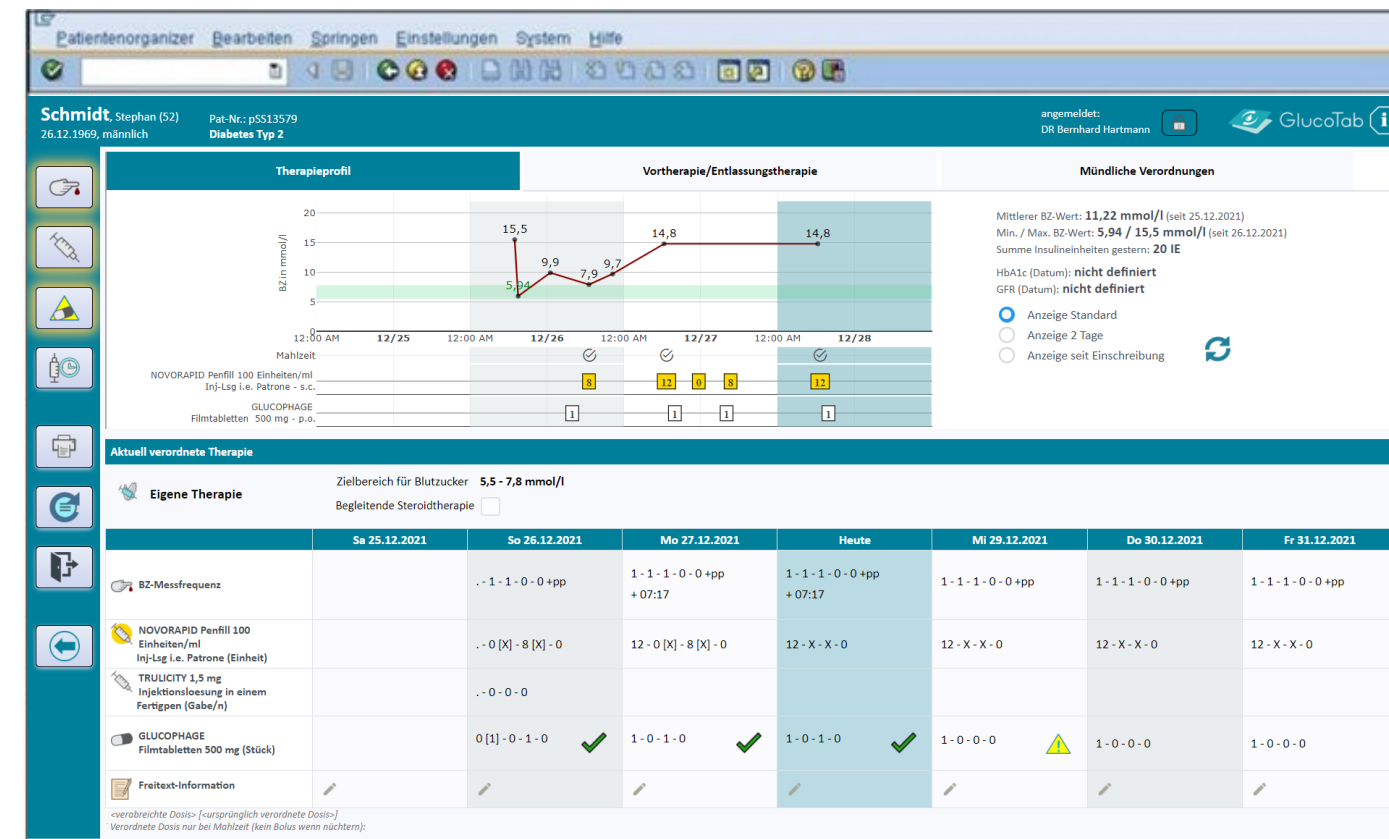 Patientenorganizer Bearbeiten Springen Einstellungen System Hilfe
Schmidt, Stephan (52)
26.12.1969, männlich
Pat-Nr.: pSS13579
Diabetes Typ 2
angemeldet:
DR Bernhard Hartmann
GlucoTab
Therapieprofil Vortherapie/Entlassungstherapie Mündliche Verordnungen
BZ in mmol/l
20
15
10
5
0
15,5
5,94
9,9
7,9
9,7
14,8
14,8
12:00 AM 12/25 12:00 AM 12/26 12:00 AM 12/27 12:00 AM 12/28
Mahlzeit
NOVORAPID Penfill 100 Einheiten/ml
Inj-Lsg i.e. Patrone - s.c.
8 12 0 8 12
GLUCOPHAGE
Filmtabletten 500 mg - p.o.
1 1 1 1
Mittlerer BZ-Wert: 11,22 mmol/l (seit 25.12.2021)
Min. / Max. BZ-Wert: 5,94 / 15,5 mmol/l (seit 26.12.2021)
Summe Insulineinheiten gestern: 20 IE
HbA1c (Datum): nicht definiert
GFR (Datum): nicht definiert
Anzeige Standard
Anzeige 2 Tage
Anzeige seit Einschreibung
Aktuell verordnete Therapie
Eigene Therapie
Zielbereich für Blutzucker 5,5 - 7,8 mmol/l
Begleitende Steroidtherapie
Sa 25.12.2021 So 26.12.2021 Mo 27.12.2021 Heute Mi 29.12.2021 Do 30.12.2021 Fr 31.12.2021
BZ-Messfrequenz
. - 1 - 1 - 0 - 0 +pp
1 - 1 - 1 - 0 - 0 +pp
+ 07:17
1 - 1 - 1 - 0 - 0 +pp
+ 07:17
1 - 1 - 1 - 0 - 0 +pp
1 - 1 - 1 - 0 - 0 +pp
1 - 1 - 1 - 0 - 0 +pp
NOVORAPID Penfill 100
Einheiten/ml
Inj-Lsg i.e. Patrone (Einheit)
. - 0 [X] - 8 [X] - 0
12 - 0 [X] - 8 [X] - 0
12 - X - X - 0
12 - X - X - 0
12 - X - X - 0
12 - X - X - 0
TRULICITY 1,5 mg
Injektionsloesung in einem
Fertigpen (Gabe/n)
. - 0 - 0 - 0
GLUCOPHAGE
Filmtabletten 500 mg (Stück)
0 [1] - 0 - 1 - 0
1 - 0 - 1 - 0
1 - 0 - 1 - 0
1 - 0 - 0 - 0
1 - 0 - 0 - 0
1 - 0 - 0 - 0
Freitext-Information
<verabreichte Dosis> [<ursprünglich verordnete Dosis>]
Verordnete Dosis nur bei Mahlzeit (kein Bolus wenn nüchtern):